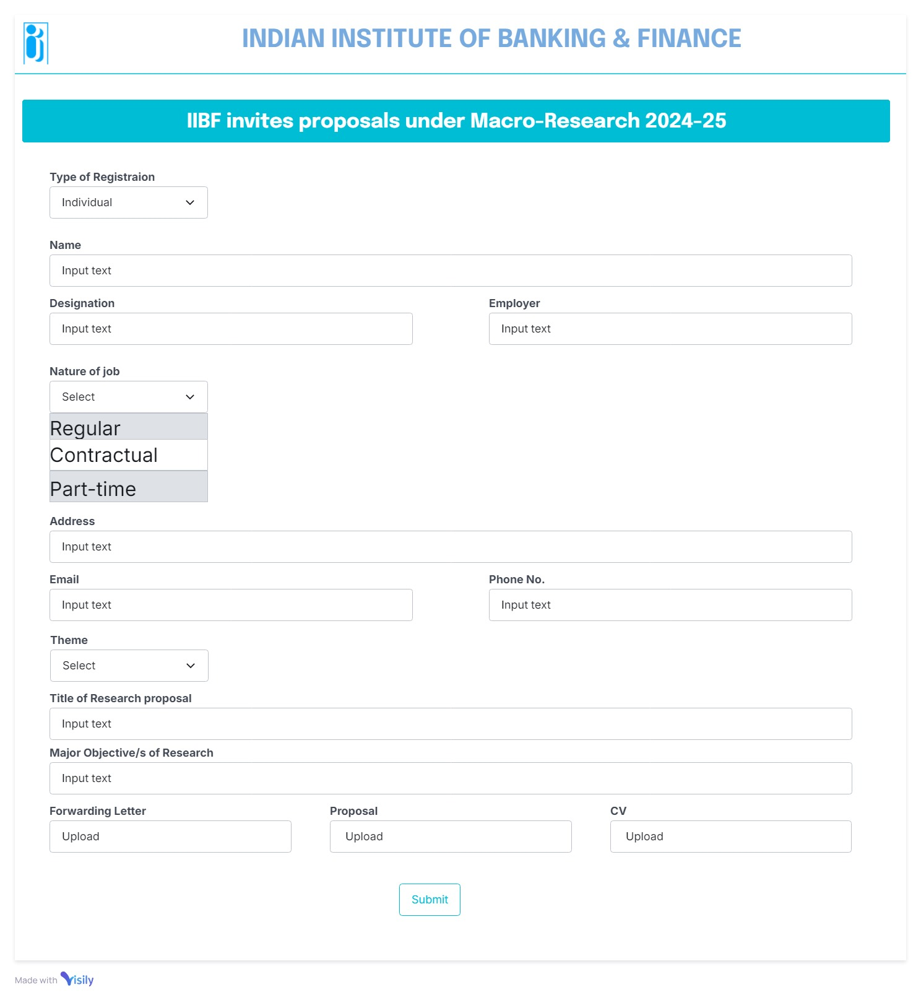 INDIAN INSTITUTE OF BANKING & FINANCE
IIBF invites proposals under Macro-Research 2024-25
Type of Registraion
Individual
Name
Input text
Designation
Employer
Input text
Input text
Nature of job
Select
Regular
Contractual
Part-time
Address
Input text
Email
Phone No.
Input text
Input text
Theme
Select
Title of Research proposal
Input text
Major Objective/s of Research
Input text
Forwarding Letter
Proposal
CV
Upload
Upload
Upload
Submit
Made with Visily